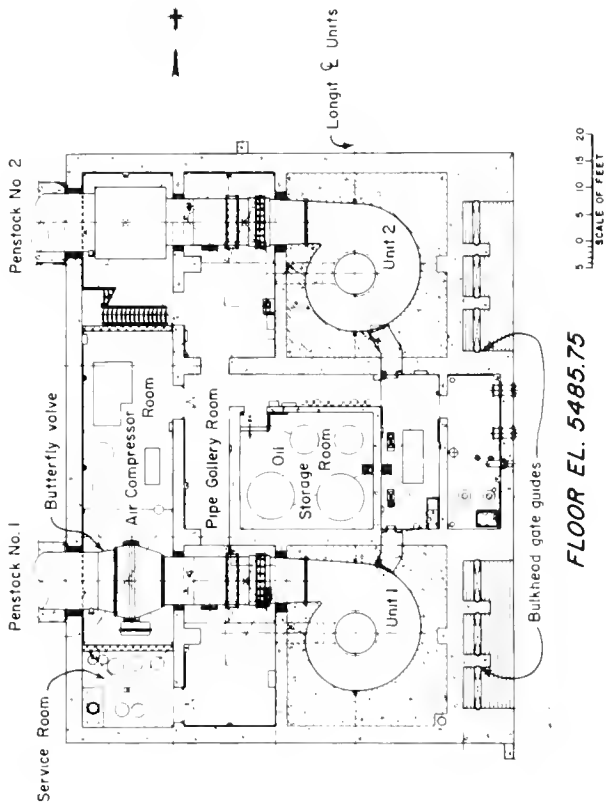 Penstock No. 1
Penstock No 2
Service Room
Butterfly valve
Air Compressor
Room
Pipe Gallery Room
Oil
Storage
Room
Longit ℄ Units
Unit 1
Unit 2
Bulkhead gate guides
FLOOR EL. 5485.75
5 0 5 10 15 20
SCALE OF FEET